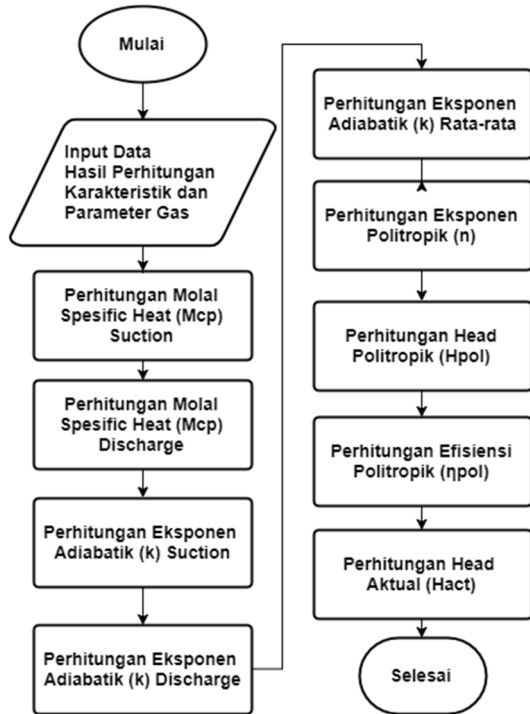 Mulai
Input Data
Hasil Perhitungan
Karakteristik dan
Parameter Gas
Perhitungan Molal
Spesific Heat (Mcp)
Suction
Perhitungan Molal
Spesific Heat (Mcp)
Discharge
Perhitungan Eksponen
Adiabatik (k) Suction
Perhitungan Eksponen
Adiabatik (k) Discharge
Perhitungan Eksponen
Adiabatik (k) Rata-rata
Perhitungan Eksponen
Politropik (n)
Perhitungan Head
Politropik (Hpol)
Perhitungan Efisiensi
Politropik (ηpol)
Perhitungan Head
Aktual (Hact)
Selesai